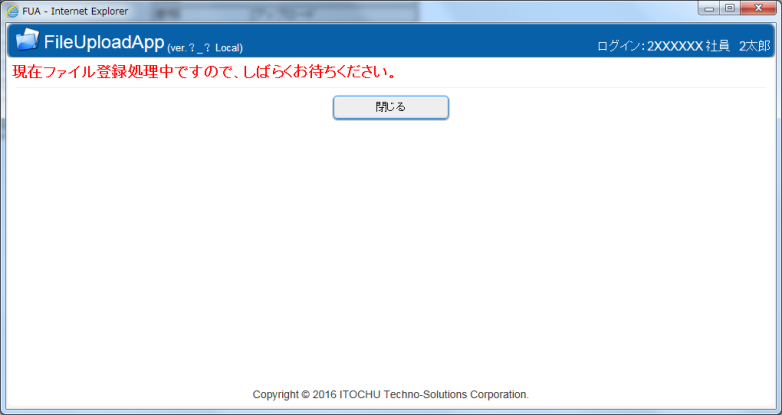 FUA - Internet Explorer
FileUploadApp (ver.？_？ Local)
ログイン：2XXXXXX 社員　2太郎
現在ファイル登録処理中ですので、しばらくお待ちください。
閉じる
Copyright © 2016 ITOCHU Techno-Solutions Corporation.